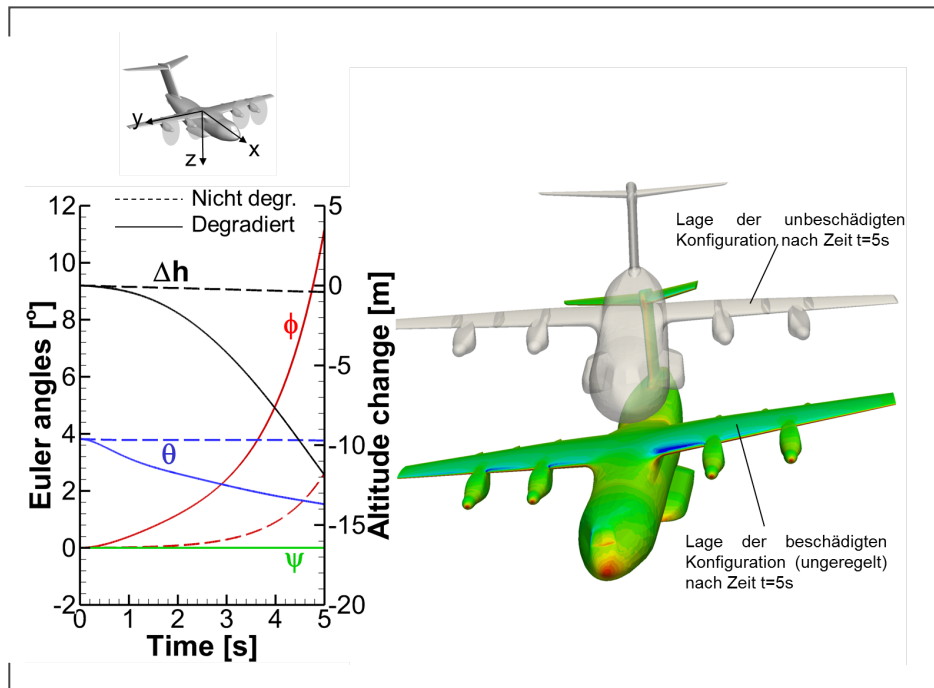 y
x
z
Nicht degr.
Degradiert
12
10
8
6
4
2
0
-2
Euler angles [º]
Δh
ϕ
θ
ψ
5
0
-5
-10
-15
-20
Altitude change [m]
0 1 2 3 4 5
Time [s]
Lage der unbeschädigten
Konfiguration nach Zeit t=5s
Lage der beschädigten
Konfiguration (ungeregelt)
nach Zeit t=5s